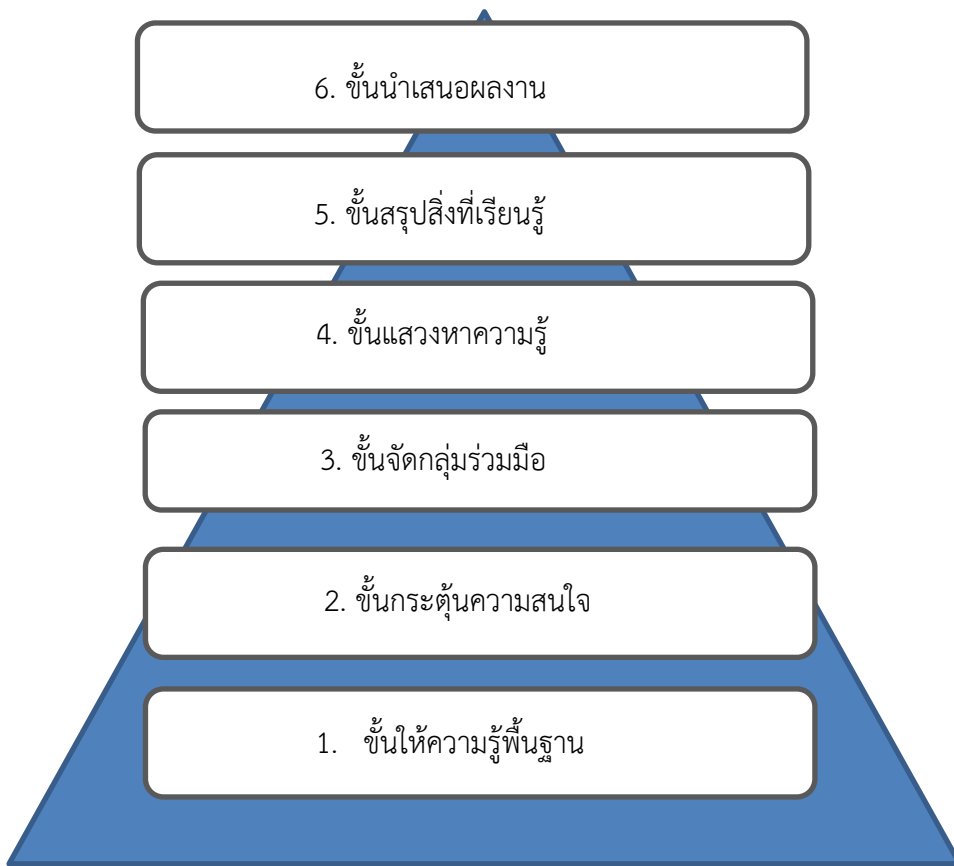 6. ขั้นนำเสนอผลงาน
5. ขั้นสรุปสิ่งที่เรียนรู้
4. ขั้นแสวงหาความรู้
3. ขั้นจัดกลุ่มร่วมมือ
2. ขั้นกระตุ้นความสนใจ
1. ขั้นให้ความรู้พื้นฐาน